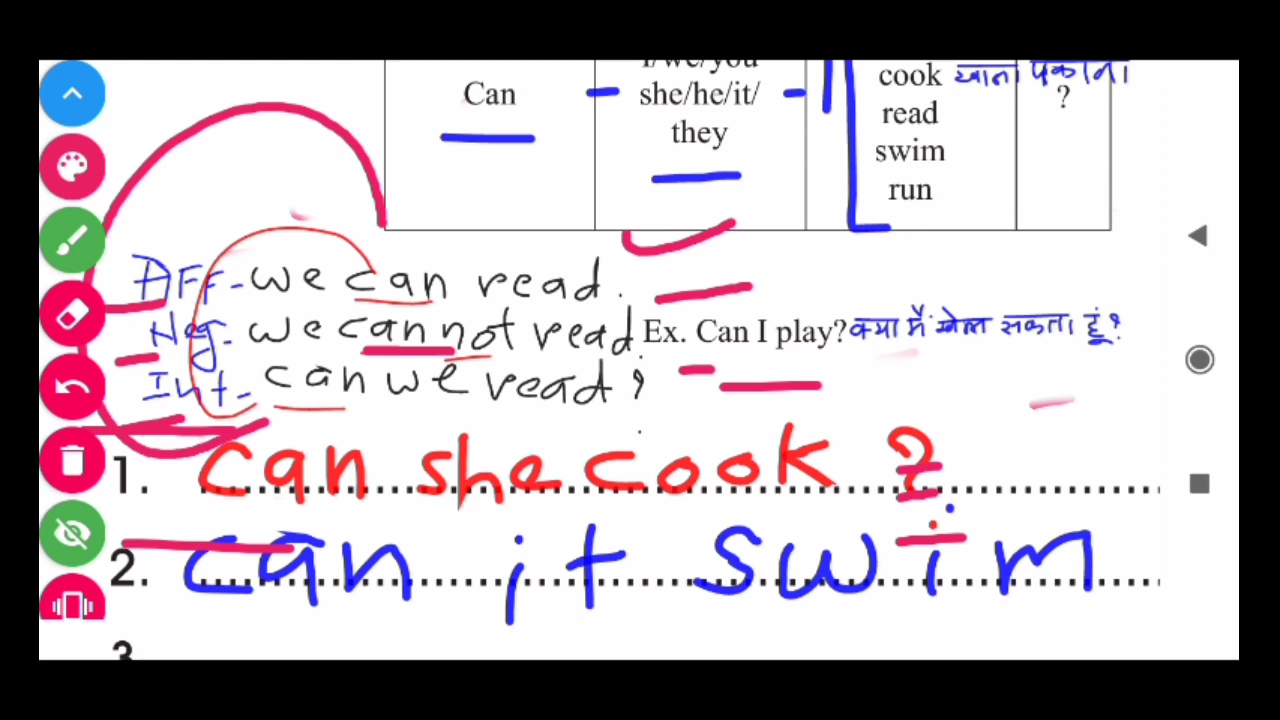 I/we/you
Can she/he/it/ cook खाना पकाना
they read ?
swim
run
Aff- we can read.
Neg- we cannot read Ex. Can I play? क्या मैं खेल सकता हूं?
Int- can we read?
1. can she cook ?
2. can it swim
3.